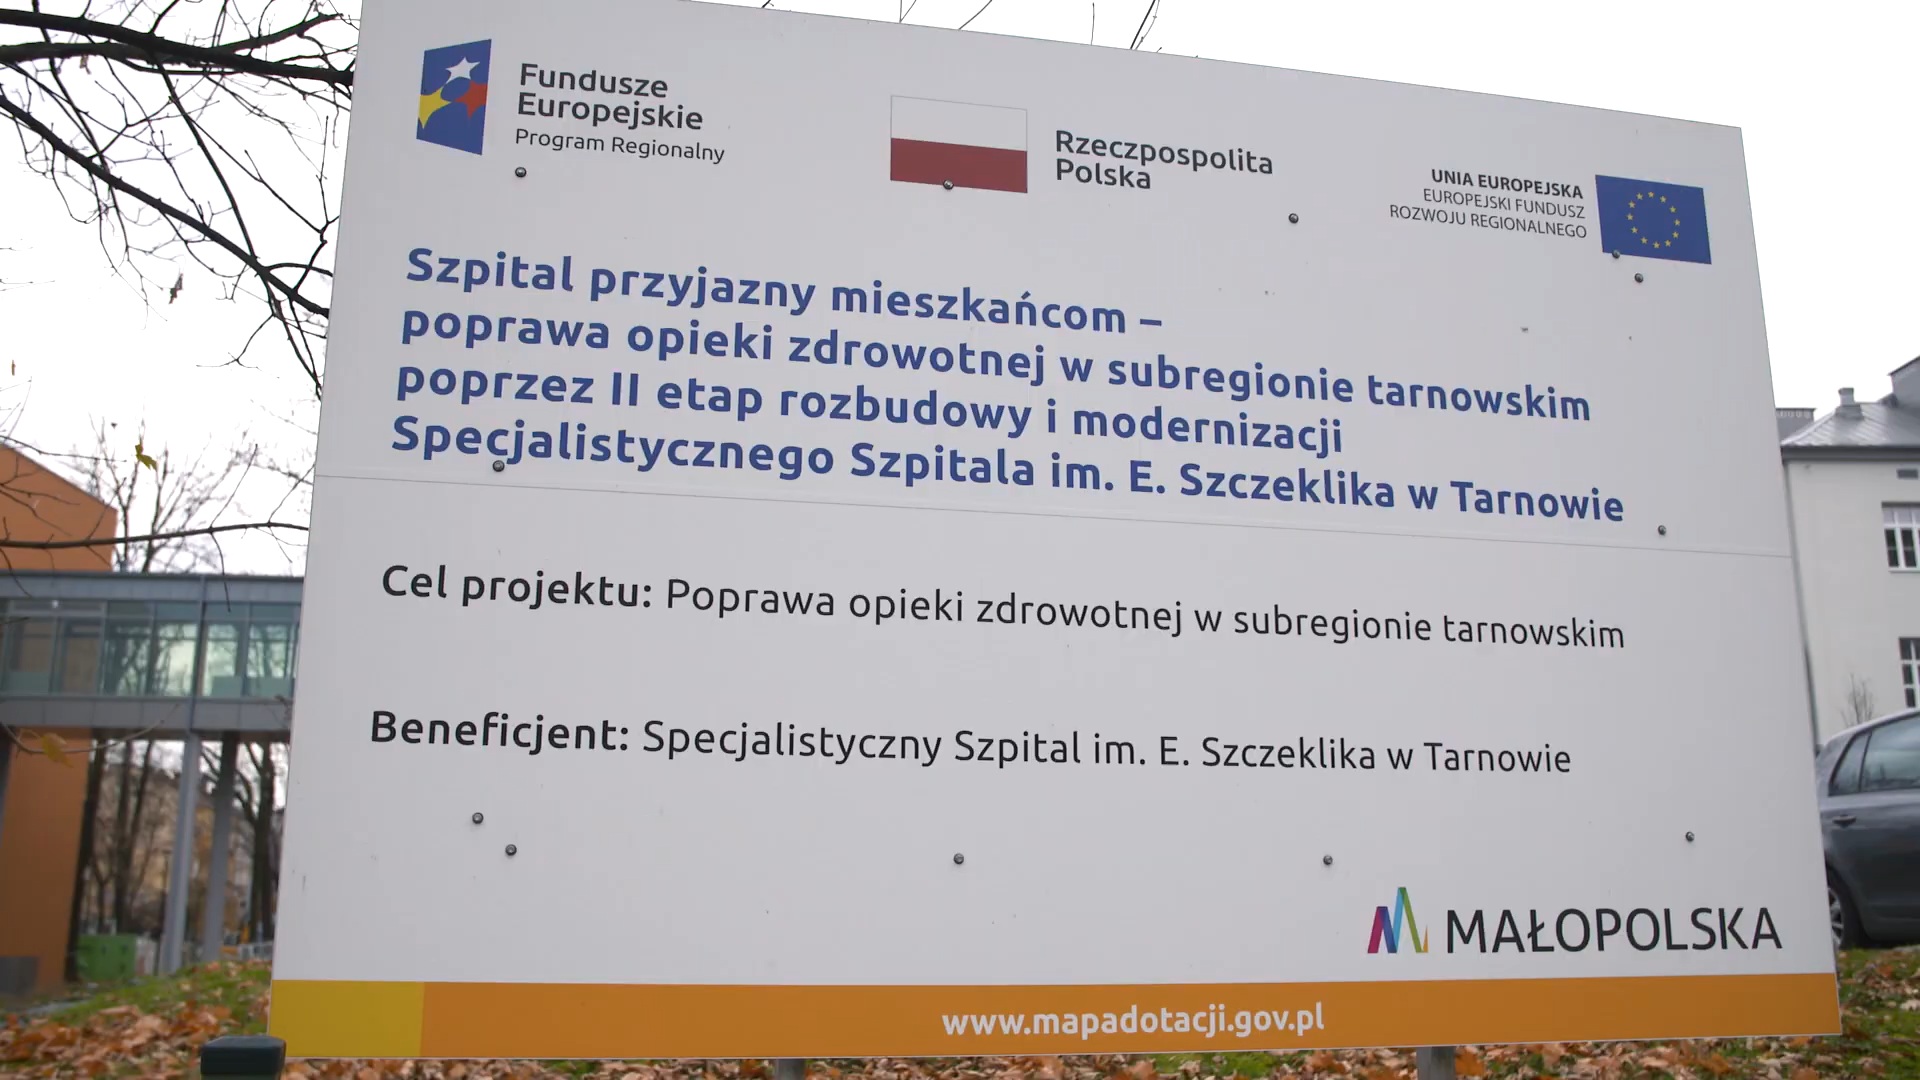 Fundusze
Europejskie
Program Regionalny
Rzeczpospolita
Polska
UNIA EUROPEJSKA
EUROPEJSKI FUNDUSZ
ROZWOJU REGIONALNEGO
Szpital przyjazny mieszkańcom –
poprawa opieki zdrowotnej w subregionie tarnowskim
poprzez II etap rozbudowy i modernizacji
Specjalistycznego Szpitala im. E. Szczeklika w Tarnowie
Cel projektu: Poprawa opieki zdrowotnej w subregionie tarnowskim
Beneficjent: Specjalistyczny Szpital im. E. Szczeklika w Tarnowie
MAŁOPOLSKA
www.mapadotacji.gov.pl